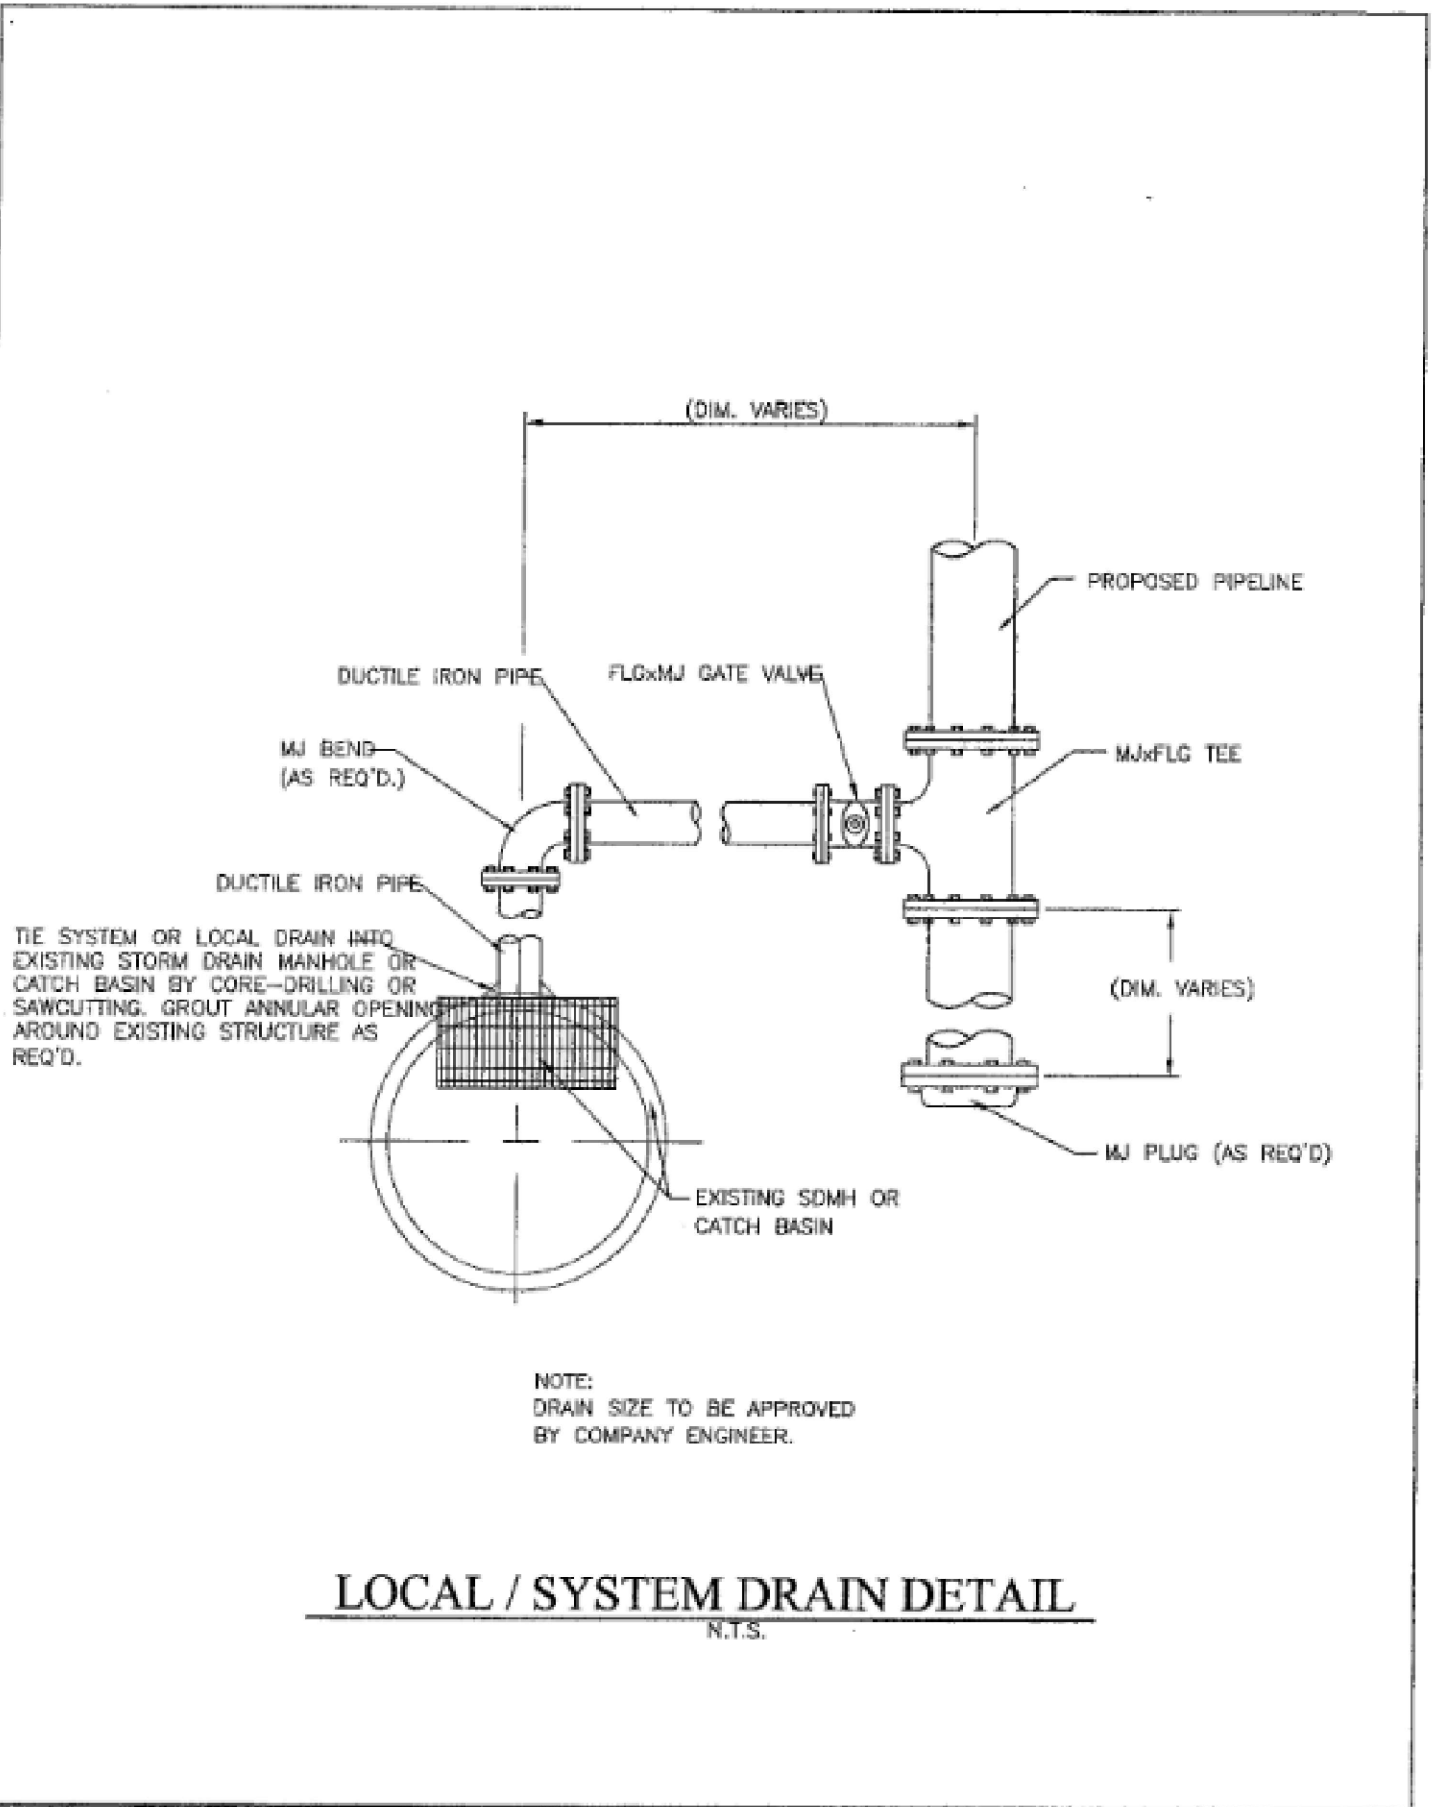 (DIM. VARIES)
PROPOSED PIPELINE
DUCTILE IRON PIPE
FLGxMJ GATE VALVE
MJ BEND
(AS REQ'D.)
MJxFLG TEE
DUCTILE IRON PIPE
TIE SYSTEM OR LOCAL DRAIN INTO
EXISTING STORM DRAIN MANHOLE OR
CATCH BASIN BY CORE-DRILLING OR
SAWCUTTING. GROUT ANNULAR OPENING
AROUND EXISTING STRUCTURE AS
REQ'D.
(DIM. VARIES)
MJ PLUG (AS REQ'D)
EXISTING SDMH OR
CATCH BASIN
NOTE:
DRAIN SIZE TO BE APPROVED
BY COMPANY ENGINEER.
LOCAL / SYSTEM DRAIN DETAIL
N.T.S.